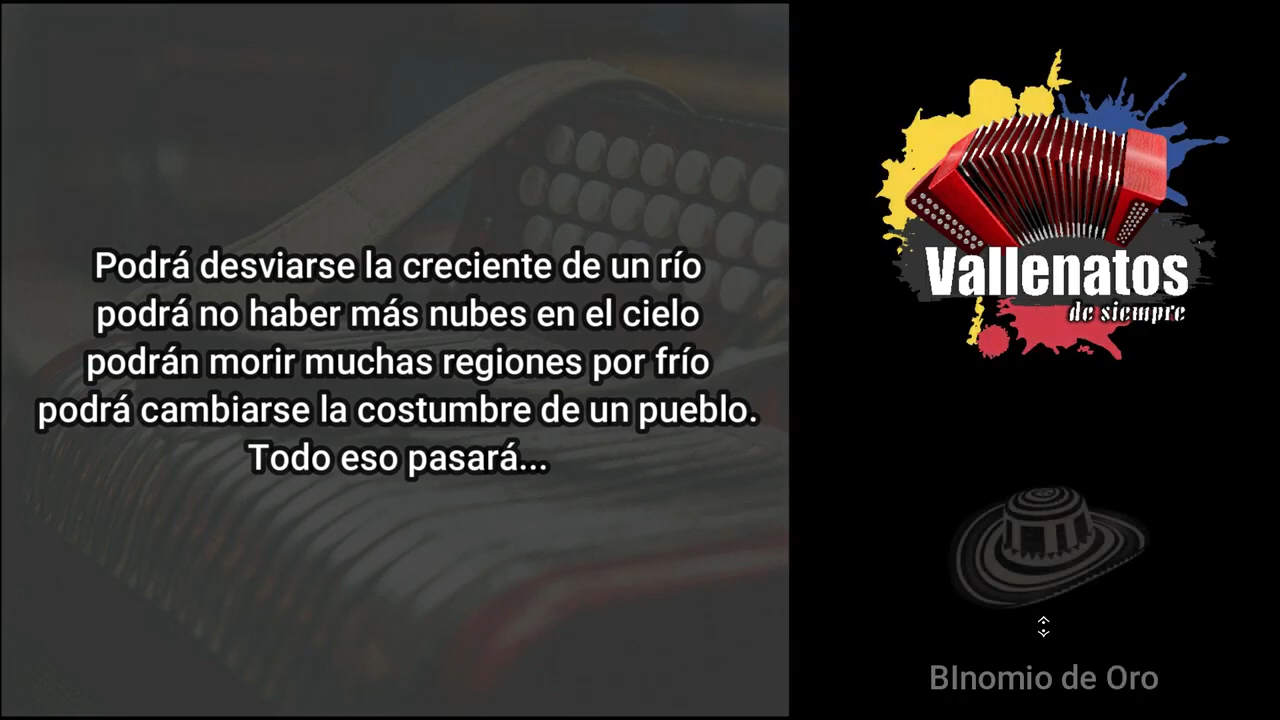 Podrá desviarse la creciente de un río
podrá no haber más nubes en el cielo
podrán morir muchas regiones por frío
podrá cambiarse la costumbre de un pueblo.
Todo eso pasará...
Vallenatos
de siempre
BInomio de Oro